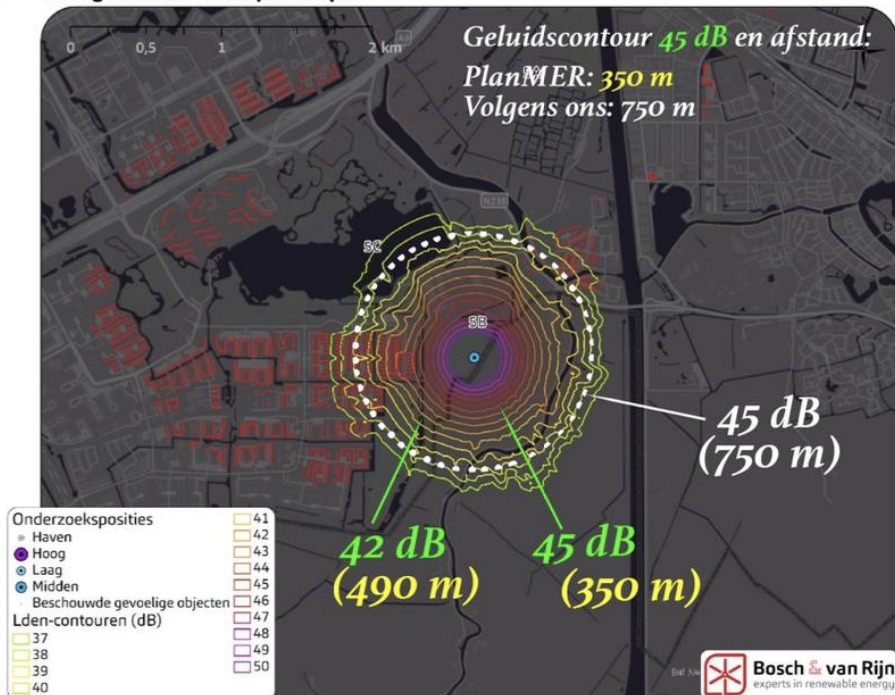 0 0,5 1 2 km
Geluidscontour 45 dB en afstand:
PlanMER: 350 m
Volgens ons: 750 m
A9
N236
5C
5B
45 dB
(750 m)
42 dB
(490 m)
45 dB
(350 m)
Onderzoeksposities
Haven
Hoog
Laag
Midden
Beschouwde gevoelige objecten
Lden-contouren (dB)
37
38
39
40
41
42
43
44
45
46
47
48
49
50
Bosch & van Rijn
experts in renewable energy